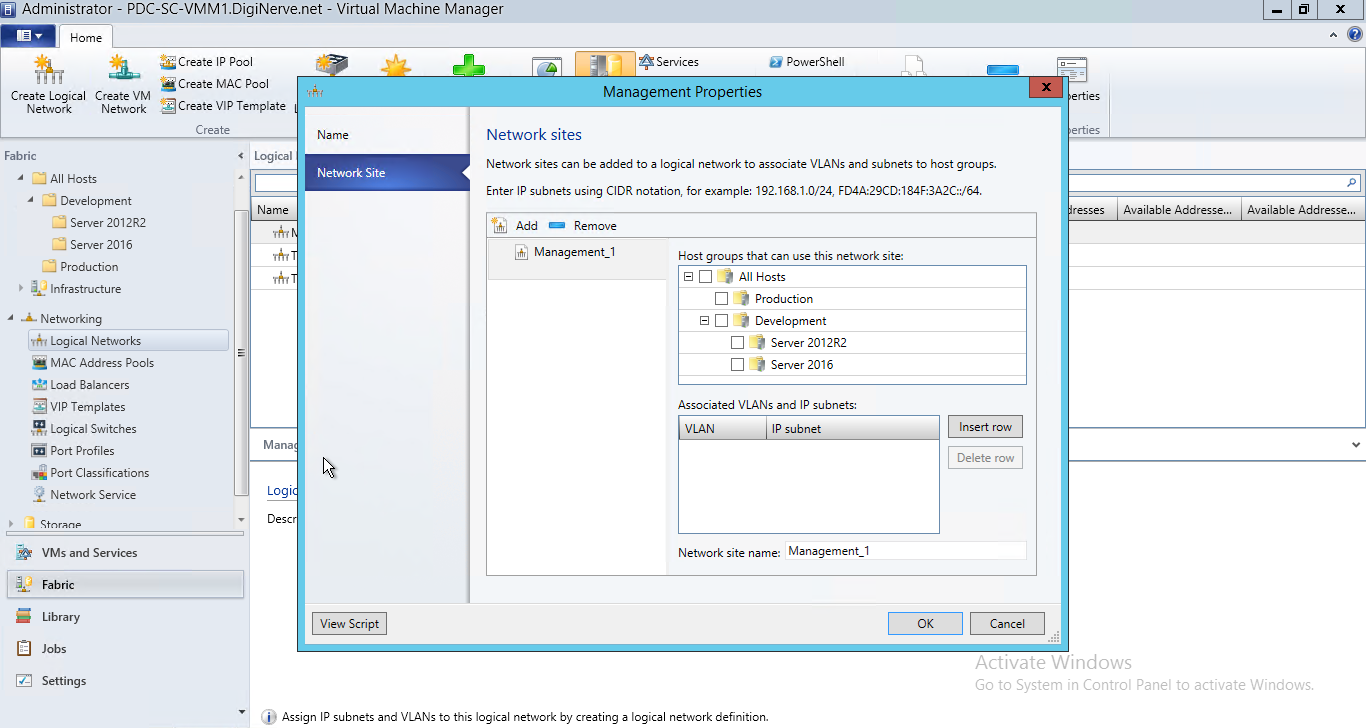 Administrator - PDC-SC-VMM1.DigiNerve.net - Virtual Machine Manager
Home
Create Logical Network
Create VM Network
Create IP Pool
Create MAC Pool
Create VIP Template
Create
Services
PowerShell
Fabric
All Hosts
Development
Server 2012R2
Server 2016
Production
Infrastructure
Networking
Logical Networks
MAC Address Pools
Load Balancers
VIP Templates
Logical Switches
Port Profiles
Port Classifications
Network Service
Storage
VMs and Services
Fabric
Library
Jobs
Settings
Logical
Name
Available Addresse...
Available Addresse...
Management Properties
X
Name
Network Site
Network sites
Network sites can be added to a logical network to associate VLANs and subnets to host groups.
Enter IP subnets using CIDR notation, for example: 192.168.1.0/24, FD4A:29CD:184F:3A2C::/64.
Add
Remove
Management_1
Host groups that can use this network site:
All Hosts
Production
Development
Server 2012R2
Server 2016
Associated VLANs and IP subnets:
VLAN
IP subnet
Insert row
Delete row
Network site name: Management_1
View Script
OK
Cancel
Activate Windows
Go to System in Control Panel to activate Windows.
Assign IP subnets and VLANs to this logical network by creating a logical network definition.